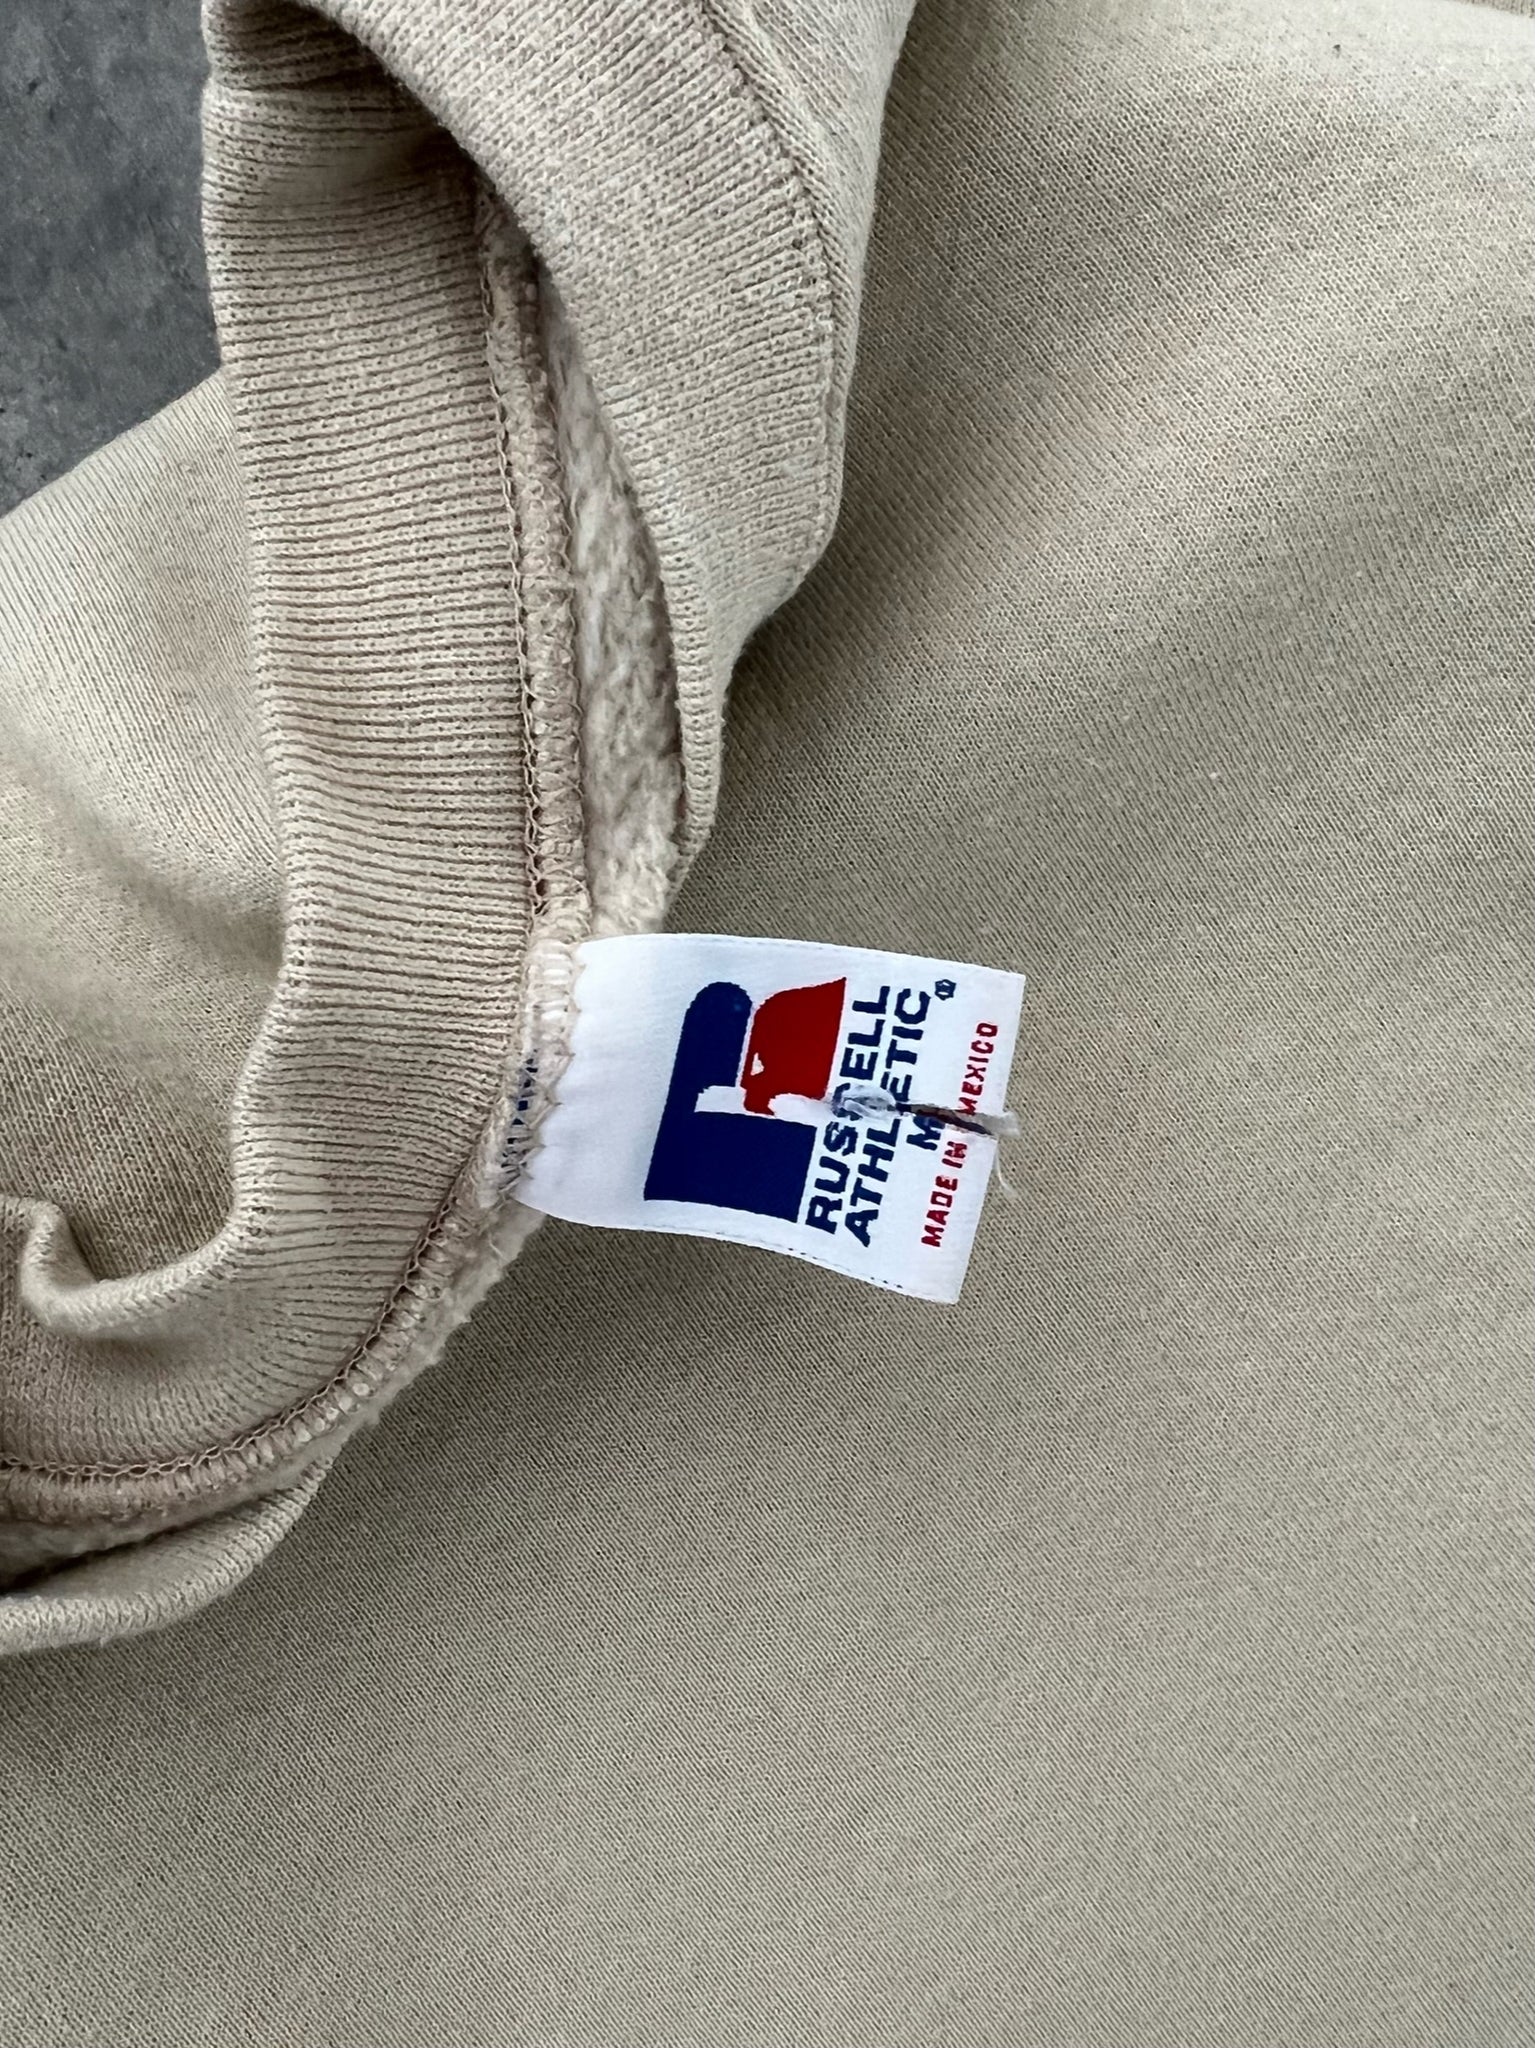 RUSSELL
ATHLETIC®
M
MADE IN MEXICO